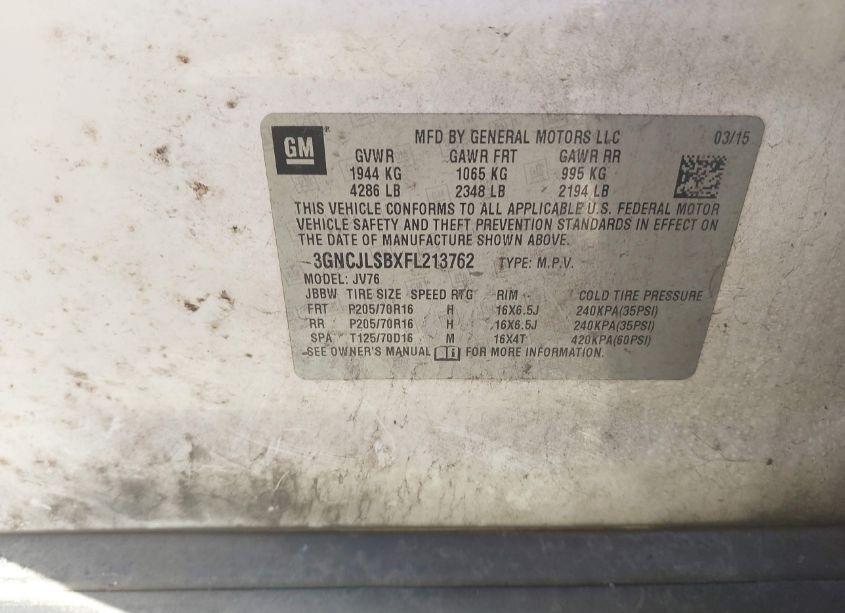 GM
MFD BY GENERAL MOTORS LLC 03/15
GVWR GAWR FRT GAWR RR
1944 KG 1065 KG 995 KG
4286 LB 2348 LB 2194 LB
THIS VEHICLE CONFORMS TO ALL APPLICABLE U.S. FEDERAL MOTOR
VEHICLE SAFETY AND THEFT PREVENTION STANDARDS IN EFFECT ON
THE DATE OF MANUFACTURE SHOWN ABOVE.
3GNCJLSBXFL213762 TYPE: M.P.V.
MODEL: JV76
JBBW TIRE SIZE SPEED RTG RIM COLD TIRE PRESSURE
FRT P205/70R16 H 16X6.5J 240KPA(35PSI)
RR P205/70R16 H 16X6.5J 240KPA(35PSI)
SPA T125/70D16 M 16X4T 420KPA(60PSI)
SEE OWNER'S MANUAL FOR MORE INFORMATION.